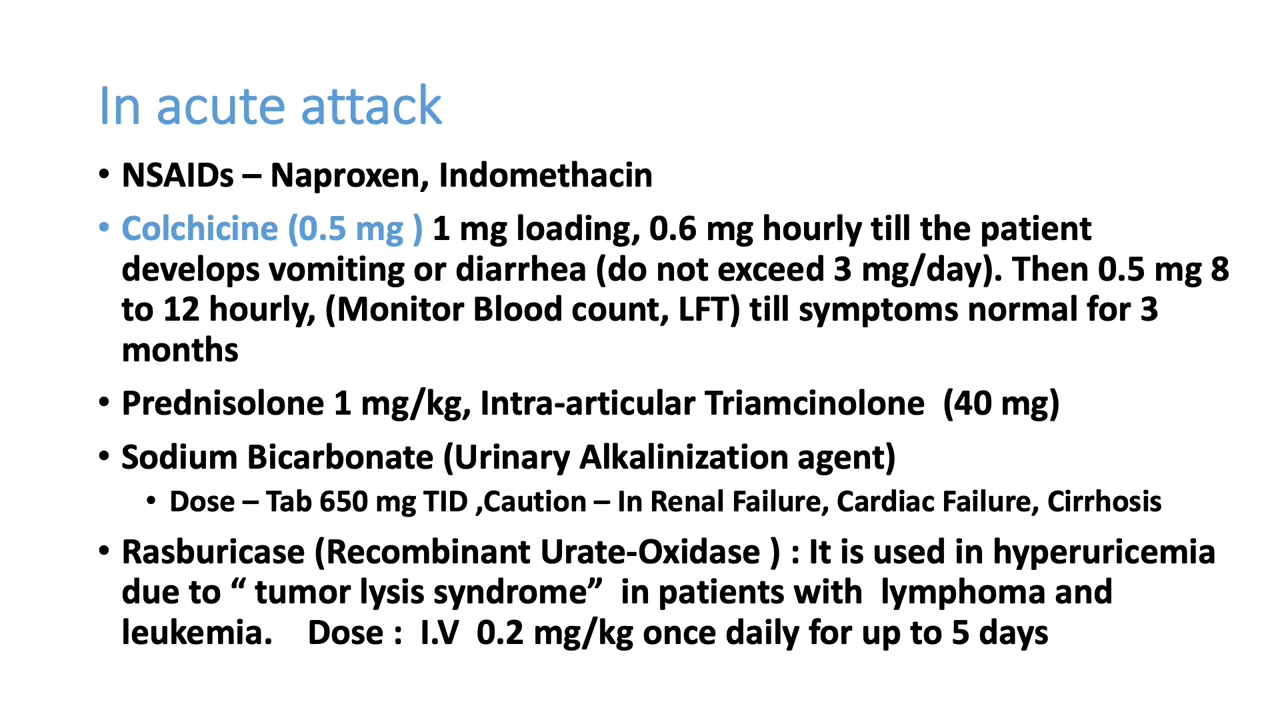 In acute attack
• NSAIDs – Naproxen, Indomethacin
• Colchicine (0.5 mg ) 1 mg loading, 0.6 mg hourly till the patient
develops vomiting or diarrhea (do not exceed 3 mg/day). Then 0.5 mg 8
to 12 hourly, (Monitor Blood count, LFT) till symptoms normal for 3
months
• Prednisolone 1 mg/kg, Intra-articular Triamcinolone  (40 mg)
• Sodium Bicarbonate (Urinary Alkalinization agent)
• Dose – Tab 650 mg TID ,Caution – In Renal Failure, Cardiac Failure, Cirrhosis
• Rasburicase (Recombinant Urate-Oxidase ) : It is used in hyperuricemia
due to “ tumor lysis syndrome”  in patients with  lymphoma and
leukemia.    Dose :  I.V  0.2 mg/kg once daily for up to 5 days